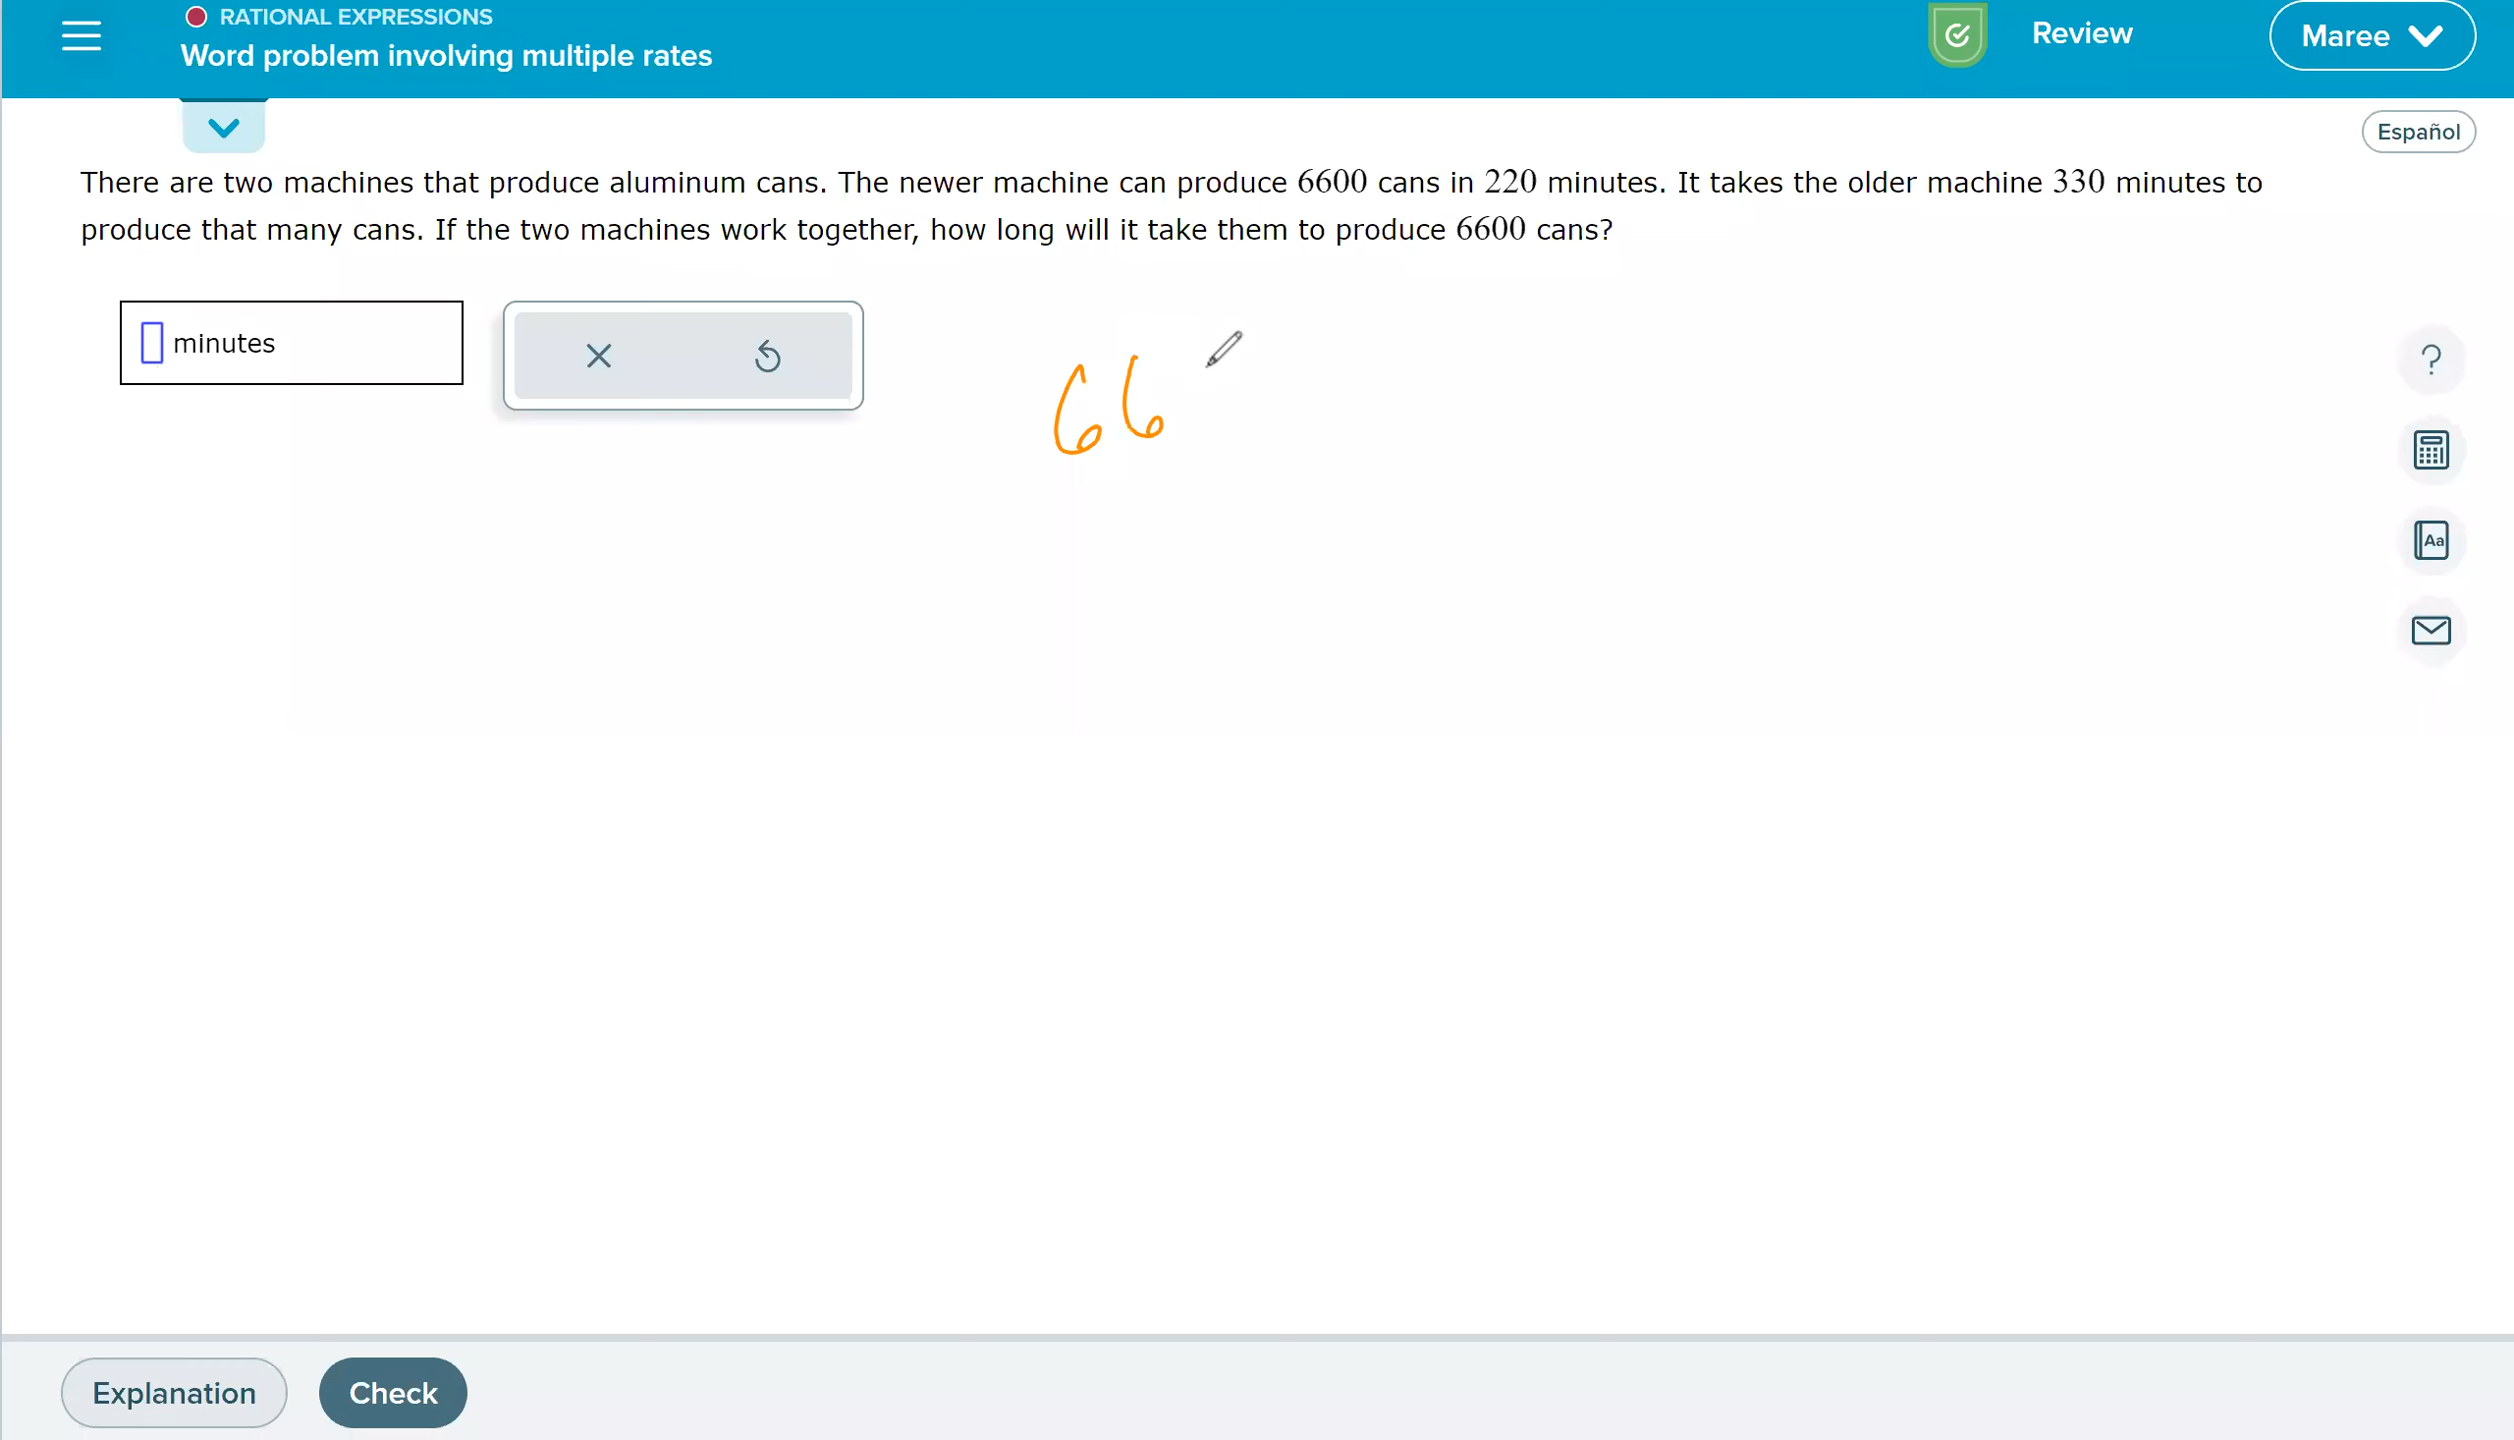 RATIONAL EXPRESSIONS
Word problem involving multiple rates
Review
Maree
Español
There are two machines that produce aluminum cans. The newer machine can produce 6600 cans in 220 minutes. It takes the older machine 330 minutes to
produce that many cans. If the two machines work together, how long will it take them to produce 6600 cans?
minutes
66
?
Aa
Explanation
Check